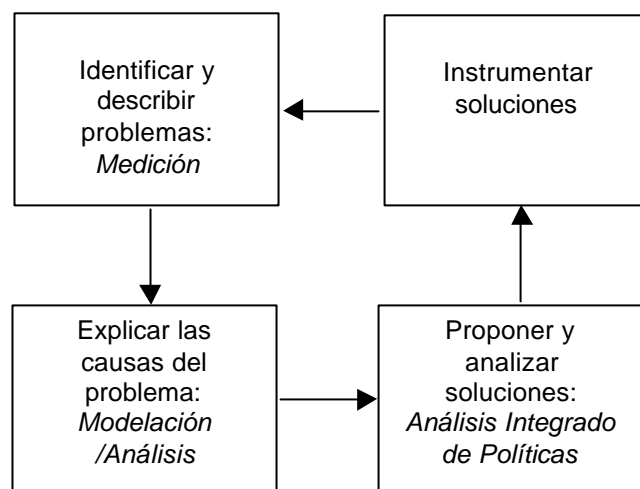 Identificar y
describir
problemas:
Medición
Instrumentar
soluciones
Explicar las
causas del
problema:
Modelación
/Análisis
Proponer y
analizar
soluciones:
Análisis Integrado
de Políticas